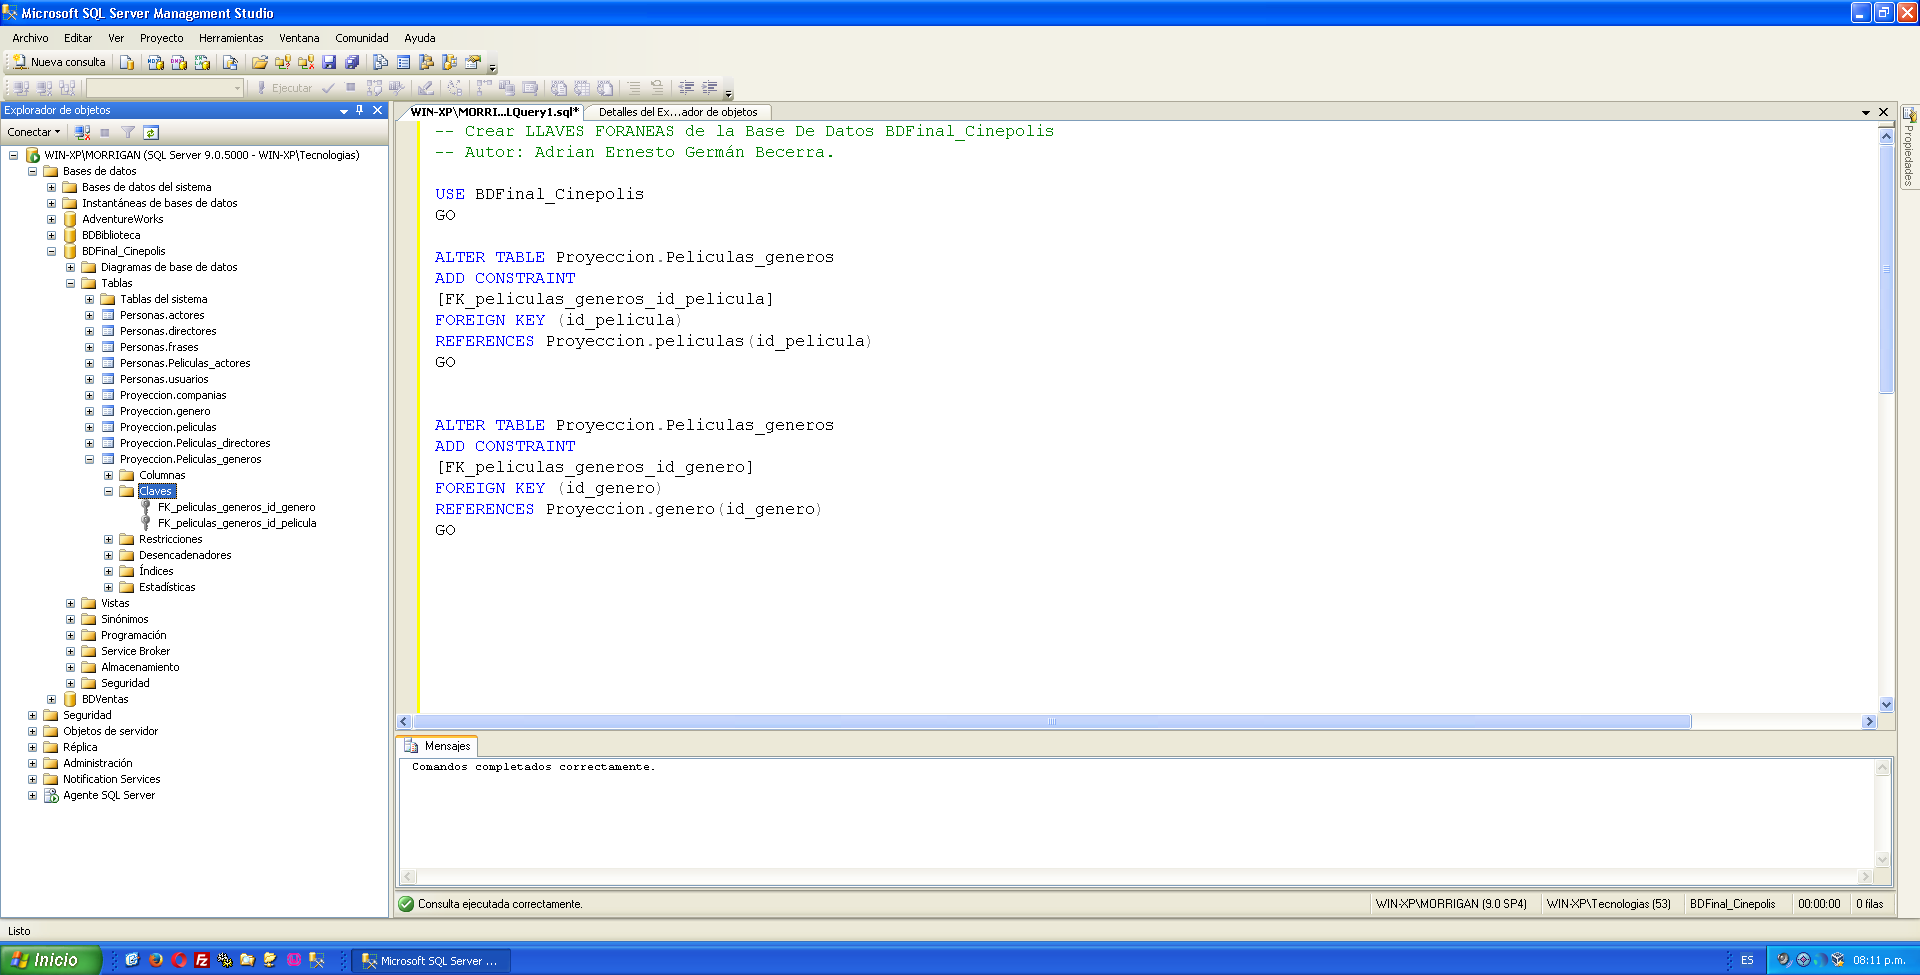 Microsoft SQL Server Management Studio
Archivo Editar Ver Proyecto Herramientas Ventana Comunidad Ayuda
Nueva consulta
Ejecutar
Explorador de objetos
Conectar
WIN-XP\MORRIGAN (SQL Server 9.0.5000 - WIN-XP\Tecnologias)
Bases de datos
Bases de datos del sistema
Instantáneas de bases de datos
AdventureWorks
BDBiblioteca
BDFinal_Cinepolis
Diagramas de base de datos
Tablas
Tablas del sistema
Personas.actores
Personas.directores
Personas.frases
Personas.Peliculas_actores
Personas.usuarios
Proyeccion.companias
Proyeccion.genero
Proyeccion.peliculas
Proyeccion.Peliculas_directores
Proyeccion.Peliculas_generos
Columnas
Claves
FK_peliculas_generos_id_genero
FK_peliculas_generos_id_pelicula
Restricciones
Desencadenadores
Índices
Estadísticas
Vistas
Sinónimos
Programación
Service Broker
Almacenamiento
Seguridad
BDVentas
Seguridad
Objetos de servidor
Réplica
Administración
Notification Services
Agente SQL Server
WIN-XP\MORRI...LQuery1.sql* Detalles del Ex...ador de objetos
-- Crear LLAVES FORANEAS de la Base De Datos BDFinal_Cinepolis
-- Autor: Adrian Ernesto Germán Becerra.
USE BDFinal_Cinepolis
GO
ALTER TABLE Proyeccion.Peliculas_generos
ADD CONSTRAINT
[FK_peliculas_generos_id_pelicula]
FOREIGN KEY (id_pelicula)
REFERENCES Proyeccion.peliculas(id_pelicula)
GO
ALTER TABLE Proyeccion.Peliculas_generos
ADD CONSTRAINT
[FK_peliculas_generos_id_genero]
FOREIGN KEY (id_genero)
REFERENCES Proyeccion.genero(id_genero)
GO
Propiedades
Mensajes
Comandos completados correctamente.
Consulta ejecutada correctamente. WIN-XP\MORRIGAN (9.0 SP4) WIN-XP\Tecnologias (53) BDFinal_Cinepolis 00:00:00 0 filas
Listo
Inicio Microsoft SQL Server ... ES 08:11 p.m.